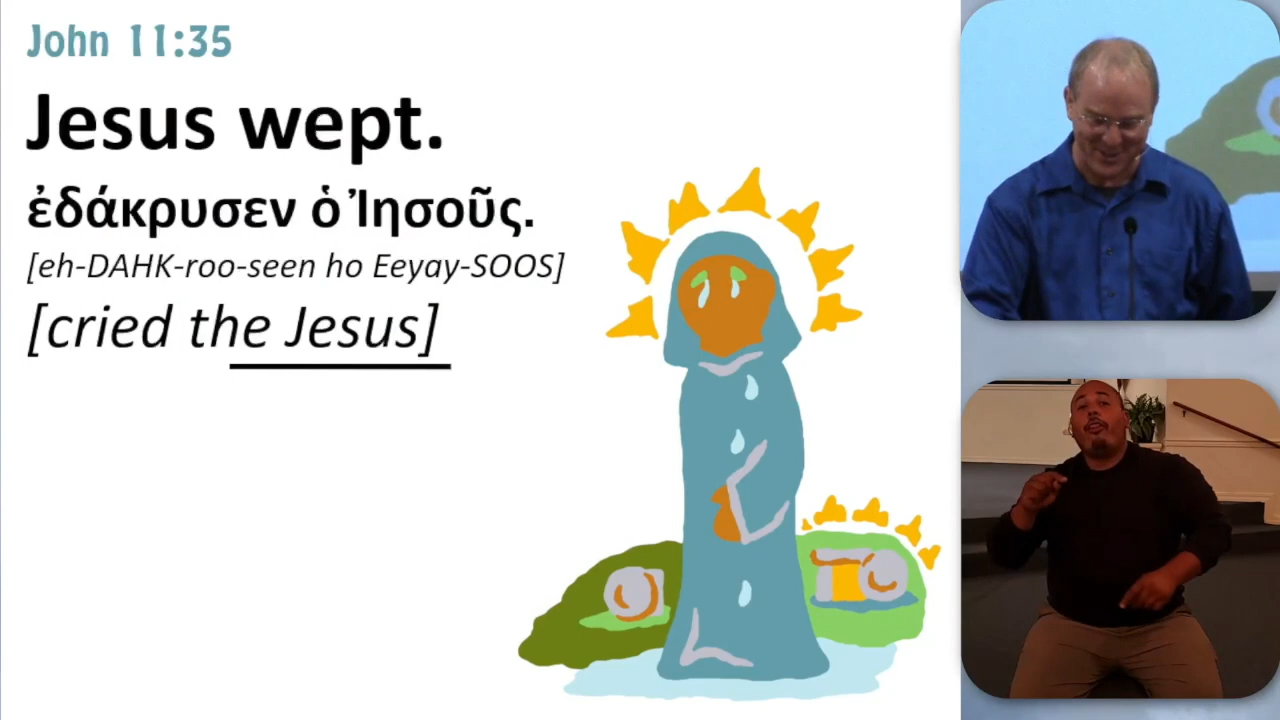 John 11:35
Jesus wept.
ἐδάκρυσεν ὁ Ἰησοῦς.
[eh-DAHK-roo-seen ho Eeyay-SOOS]
[cried the Jesus]